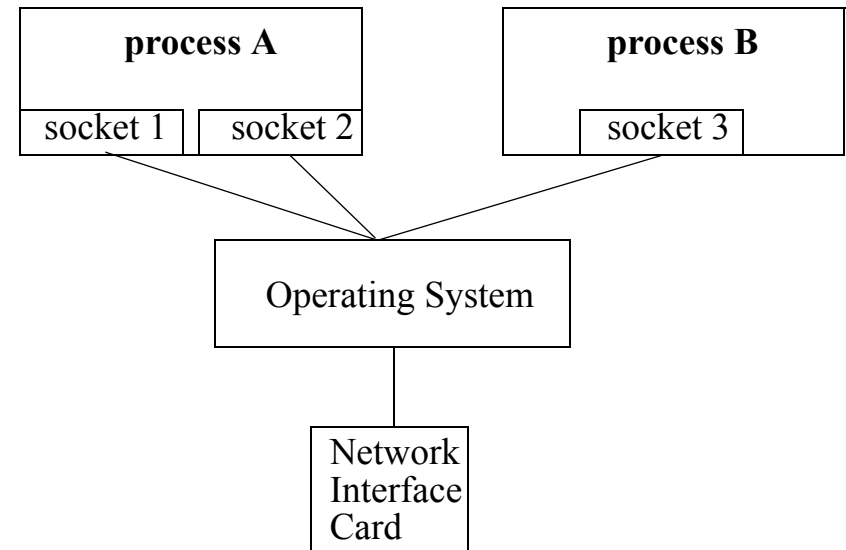 process A
process B
socket 1
socket 2
socket 3
Operating System
Network
Interface
Card